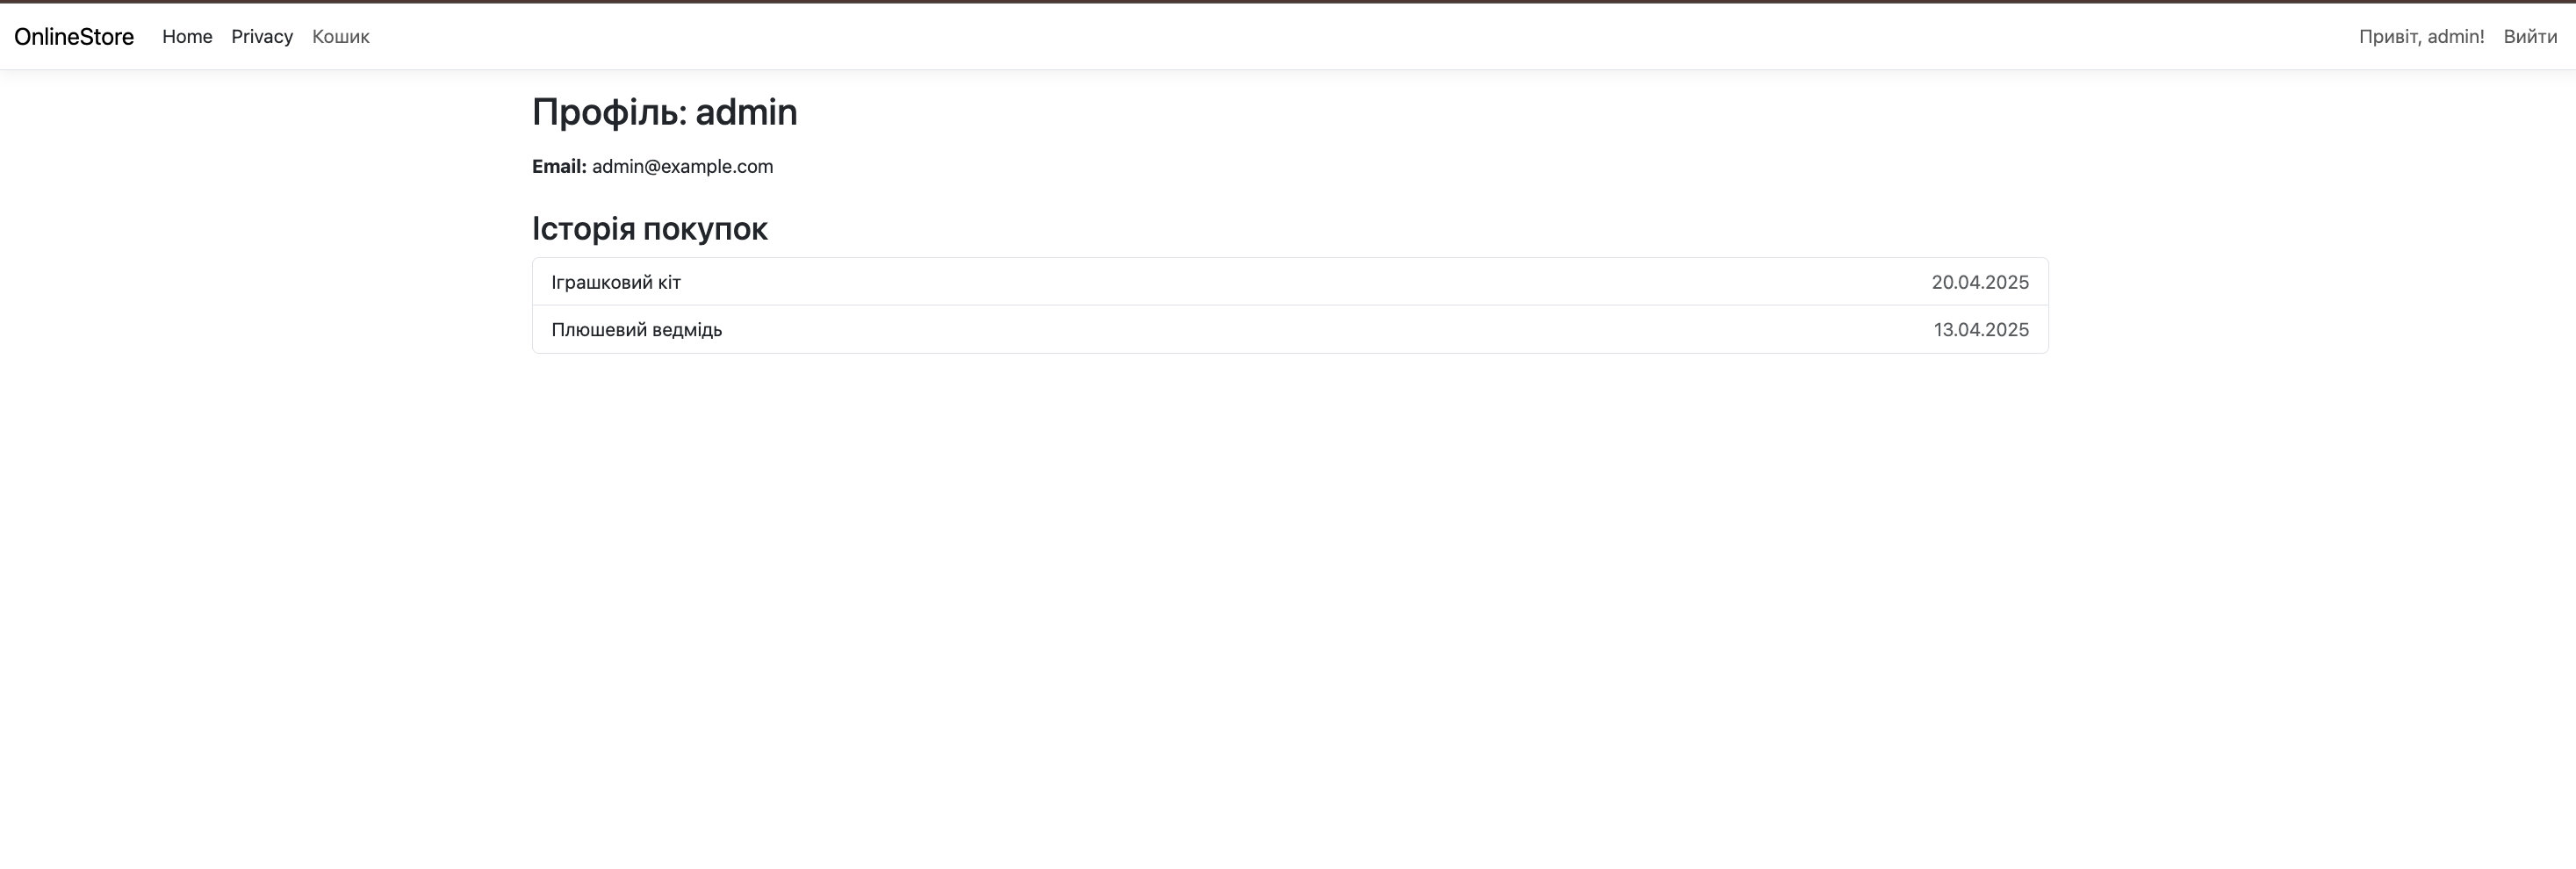 OnlineStore Home Privacy Кошик Привіт, admin! Вийти
Профіль: admin
Email: admin@example.com
Історія покупок
Іграшковий кіт 20.04.2025
Плюшевий ведмідь 13.04.2025